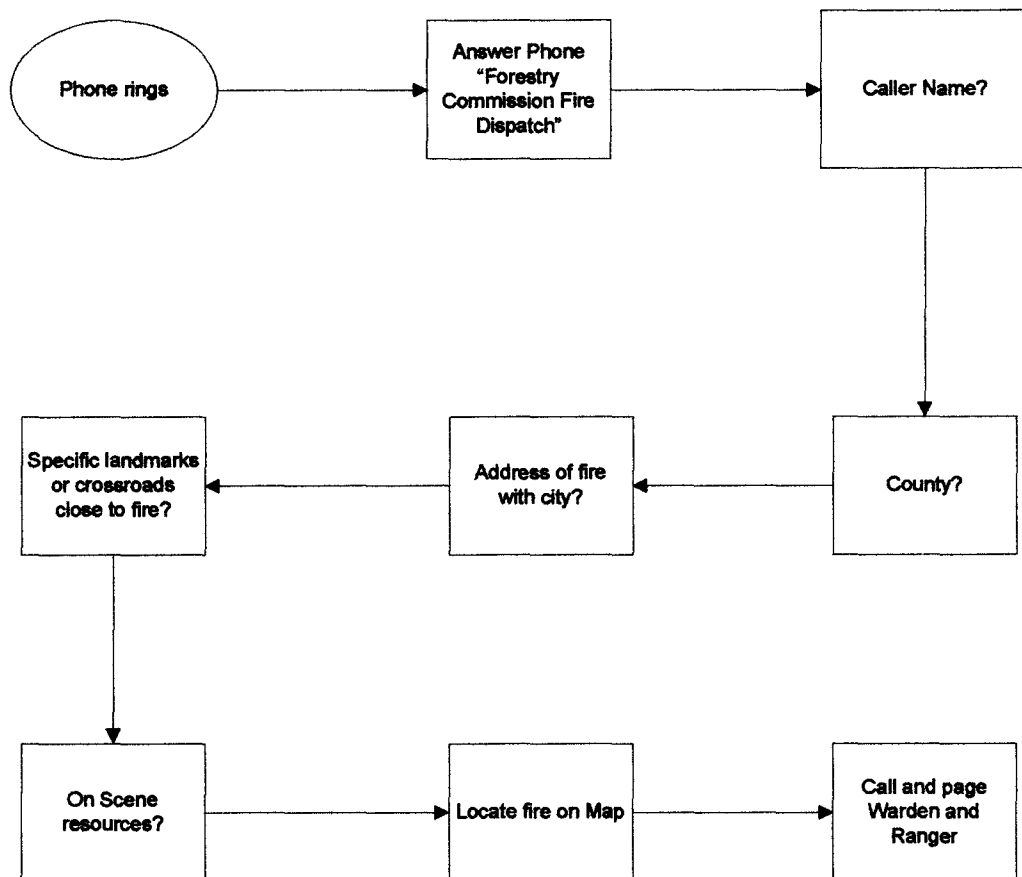 Phone rings
Answer Phone
"Forestry
Commission Fire
Dispatch"
Caller Name?
County?
Address of fire
with city?
Specific landmarks
or crossroads
close to fire?
On Scene
resources?
Locate fire on Map
Call and page
Warden and
Ranger